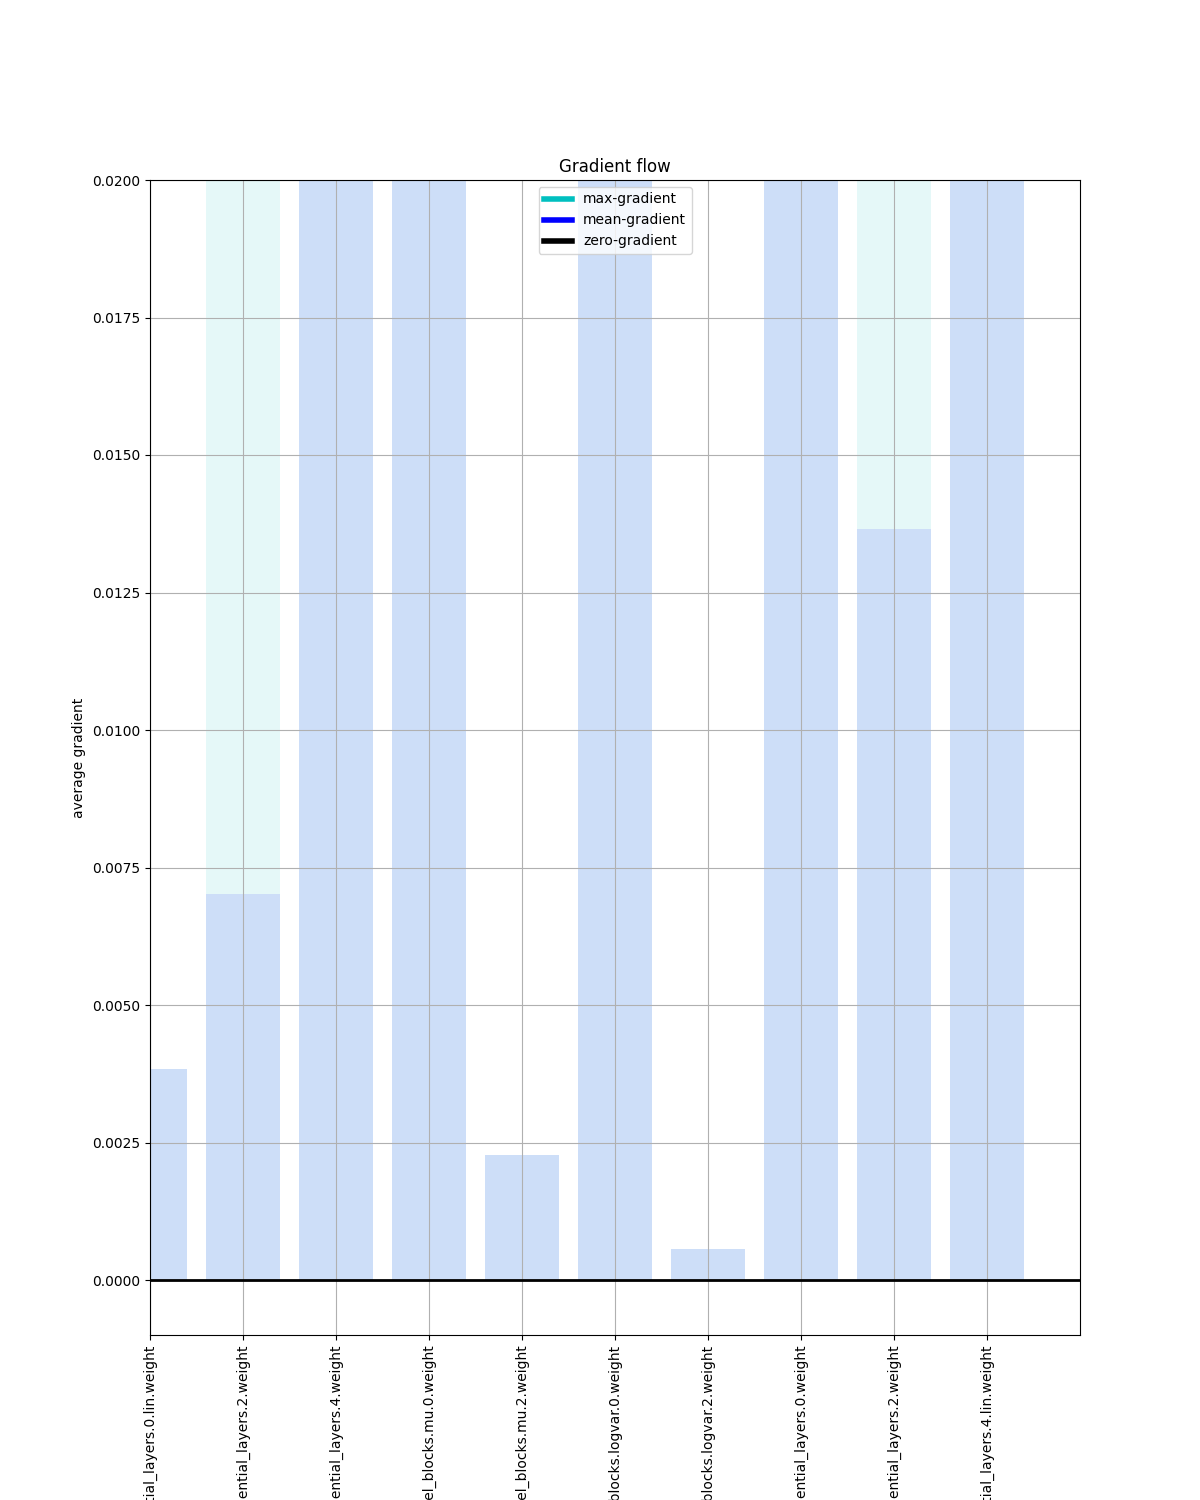 Gradient flow
max-gradient
mean-gradient
zero-gradient
0.0200
0.0175
0.0150
0.0125
0.0100
0.0075
0.0050
0.0025
0.0000
average gradient
tial_layers.0.lin.weight
ential_layers.2.weight
ential_layers.4.weight
el_blocks.mu.0.weight
el_blocks.mu.2.weight
blocks.logvar.0.weight
blocks.logvar.2.weight
ential_layers.0.weight
ential_layers.2.weight
tial_layers.4.lin.weight